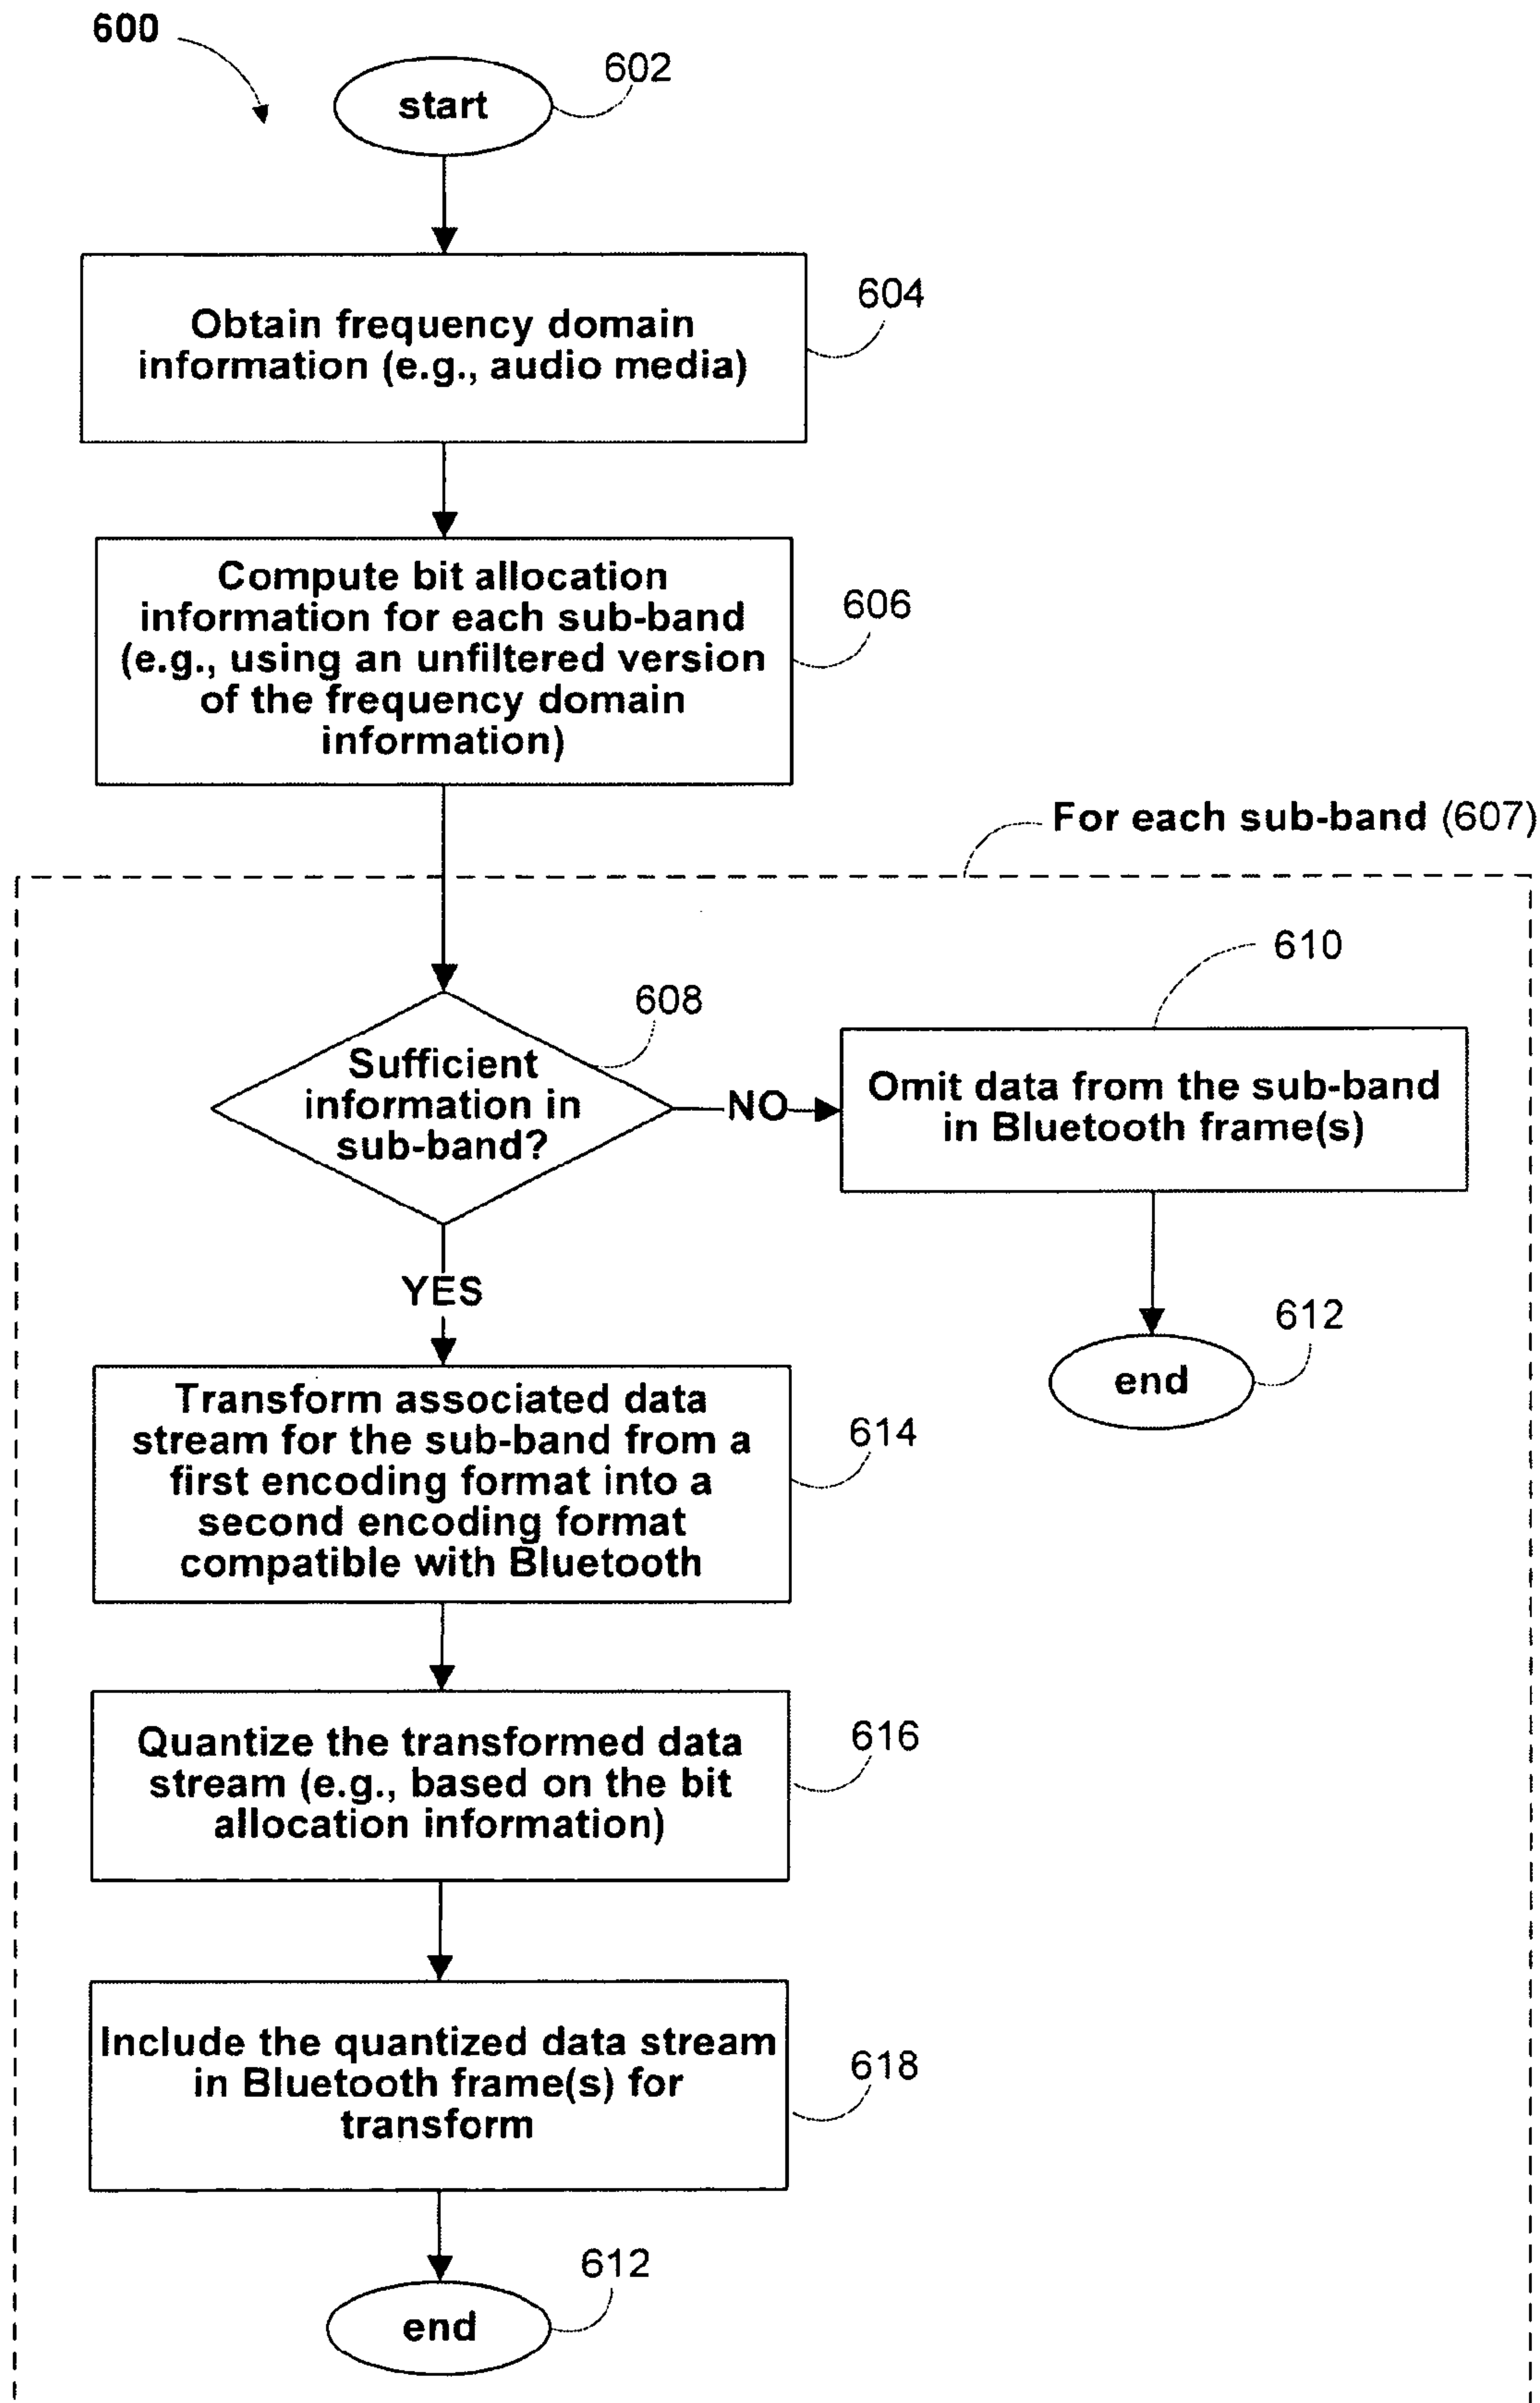 600
602
start
604
Obtain frequency domain
information (e.g., audio media)
Compute bit allocation
information for each sub-band
(e.g., using an unfiltered version
of the frequency domain
information)
606
For each sub-band (607)
608
Sufficient
information in
sub-band?
NO
610
Omit data from the sub-band
in Bluetooth frame(s)
612
end
YES
Transform associated data
stream for the sub-band from a
first encoding format into a
second encoding format
compatible with Bluetooth
614
Quantize the transformed data
stream (e.g., based on the bit
allocation information)
616
Include the quantized data stream
in Bluetooth frame(s) for
transform
618
612
end